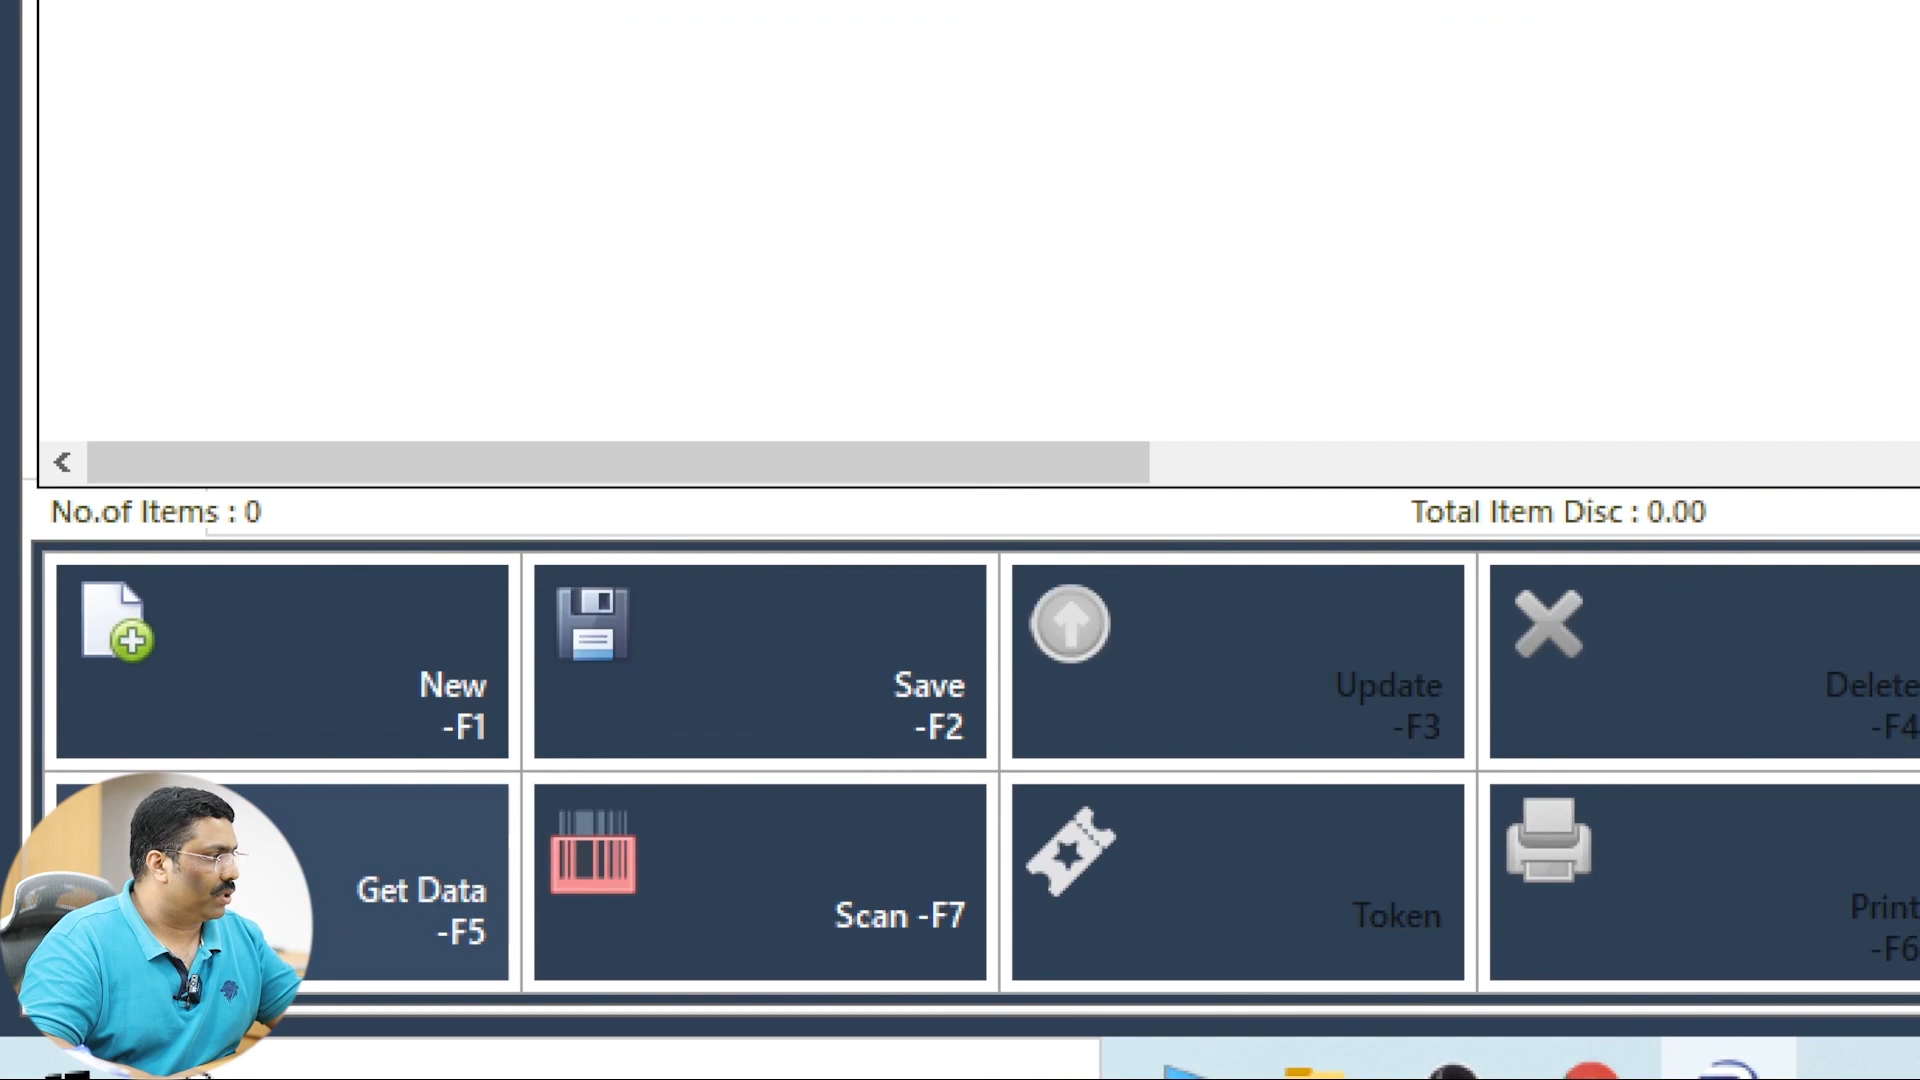 No.of Items : 0
Total Item Disc : 0.00
New
-F1
Save
-F2
Update
-F3
Delete
-F4
Get Data
-F5
Scan -F7
Token
Print
-F6